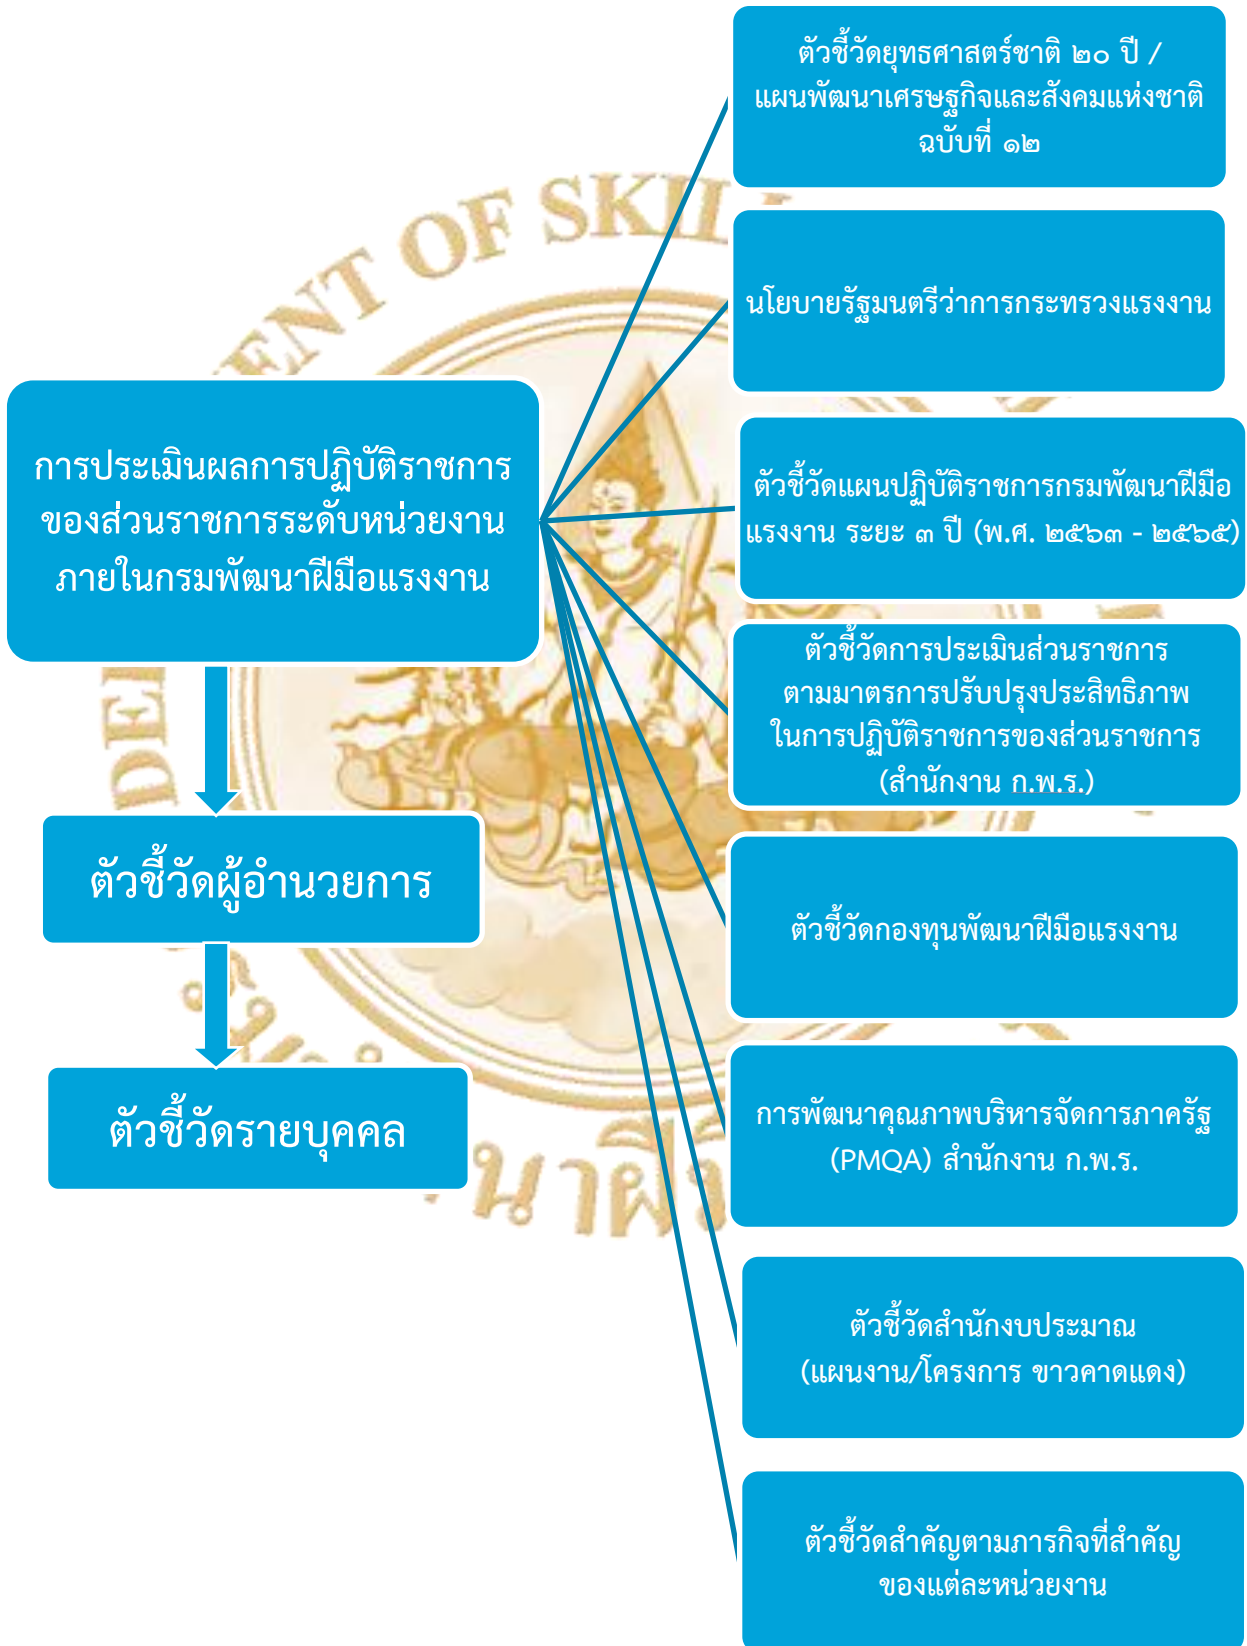 ตัวชี้วัดยุทธศาสตร์ชาติ ๒๐ ปี /
แผนพัฒนาเศรษฐกิจและสังคมแห่งชาติ
ฉบับที่ ๑๒
นโยบายรัฐมนตรีว่าการกระทรวงแรงงาน
การประเมินผลการปฏิบัติราชการ
ของส่วนราชการระดับหน่วยงาน
ภายในกรมพัฒนาฝีมือแรงงาน
ตัวชี้วัดแผนปฏิบัติราชการกรมพัฒนาฝีมือ
แรงงาน ระยะ ๓ ปี (พ.ศ. ๒๕๖๓ - ๒๕๖๕)
ตัวชี้วัดการประเมินส่วนราชการ
ตามมาตรการปรับปรุงประสิทธิภาพ
ในการปฏิบัติราชการของส่วนราชการ
(สำนักงาน ก.พ.ร.)
ตัวชี้วัดผู้อำนวยการ
ตัวชี้วัดกองทุนพัฒนาฝีมือแรงงาน
ตัวชี้วัดรายบุคคล
การพัฒนาคุณภาพบริหารจัดการภาครัฐ
(PMQA) สำนักงาน ก.พ.ร.
ตัวชี้วัดสำนักงบประมาณ
(แผนงาน/โครงการ ขาวคาดแดง)
ตัวชี้วัดสำคัญตามภารกิจที่สำคัญ
ของแต่ละหน่วยงาน
OF